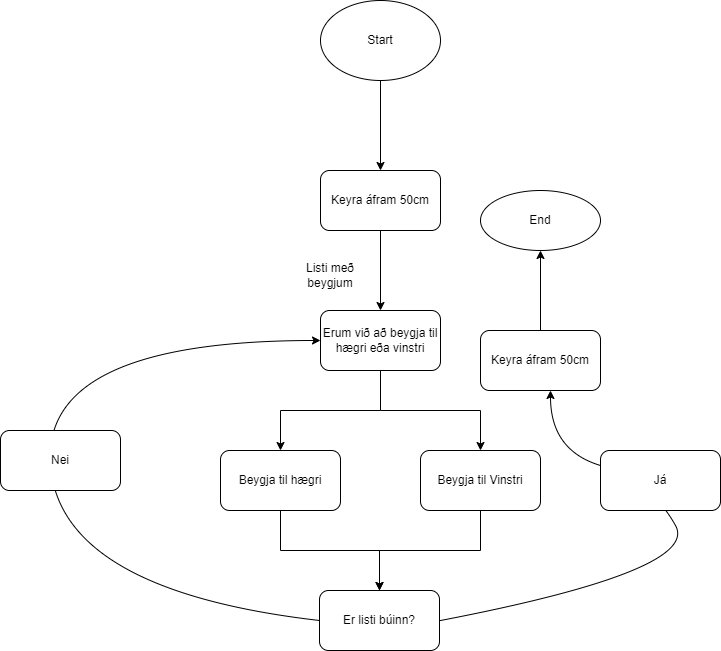 Start
Keyra áfram 50cm
End
Listi með
beygjum
Erum við að beygja til
hægri eða vinstri
Keyra áfram 50cm
Nei
Beygja til hægri
Beygja til Vinstri
Já
Er listi búinn?